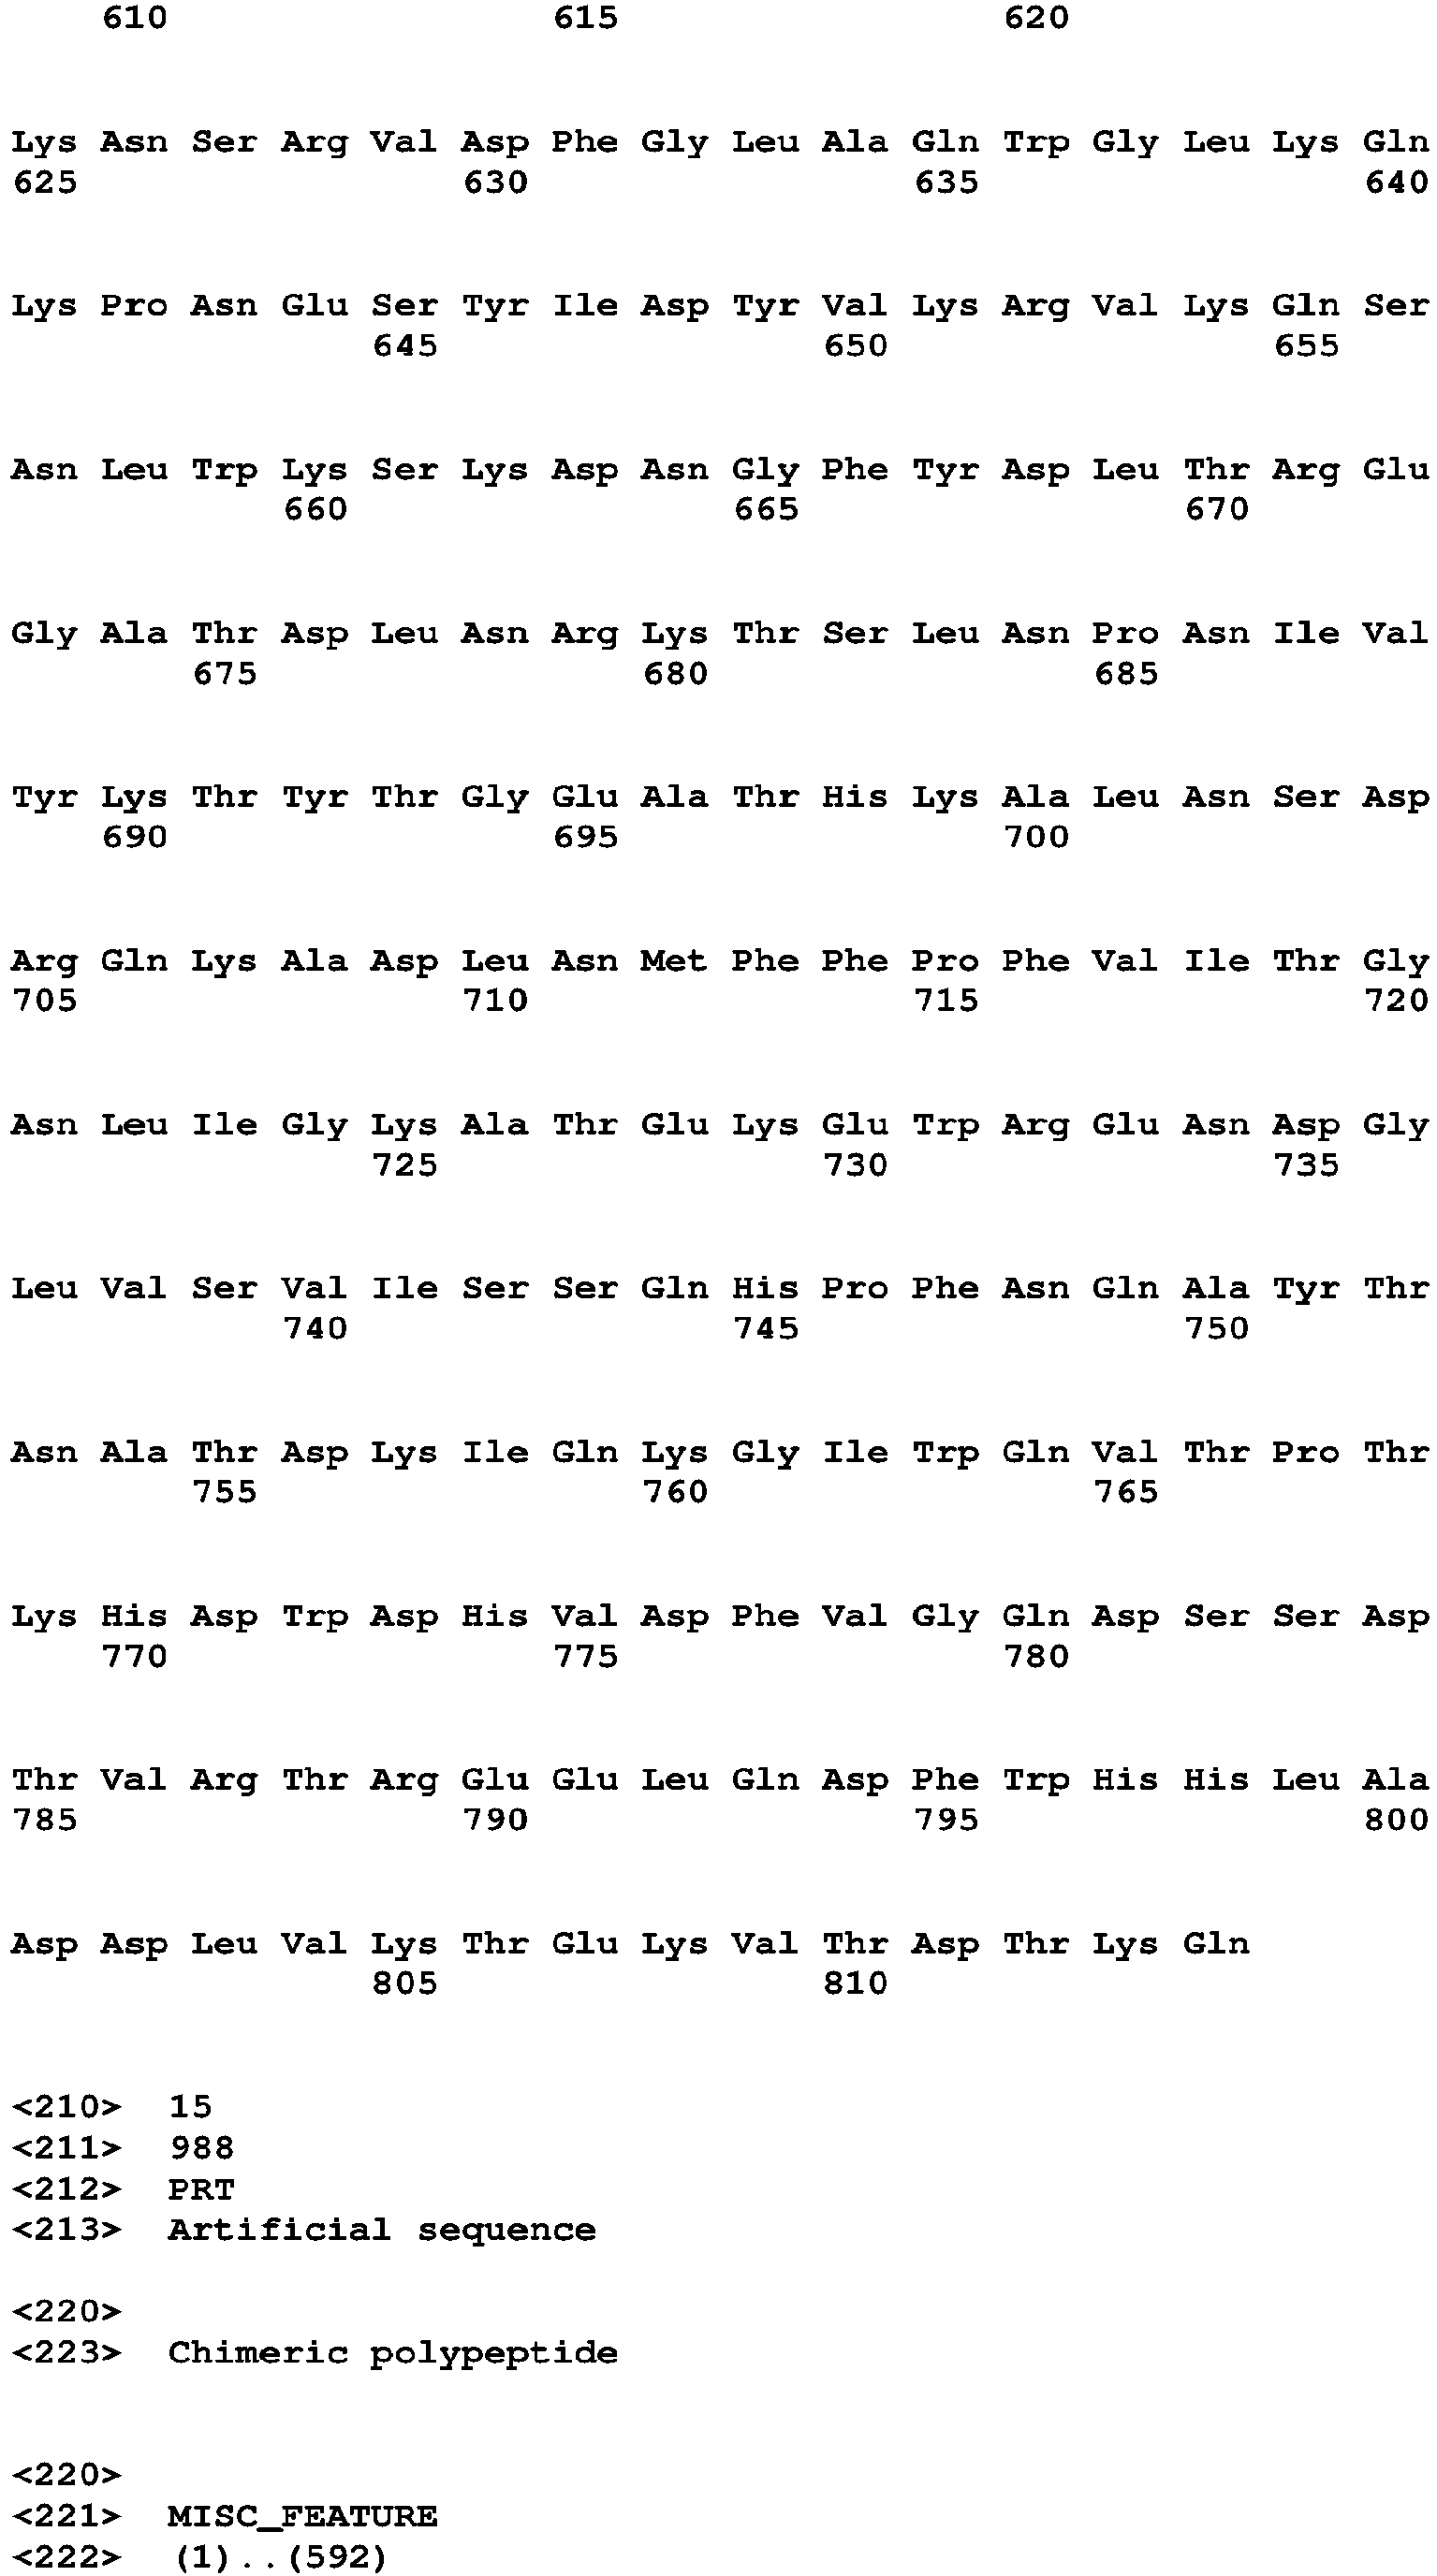 610 615 620
Lys Asn Ser Arg Val Asp Phe Gly Leu Ala Gln Trp Gly Leu Lys Gln
625 630 635 640
Lys Pro Asn Glu Ser Tyr Ile Asp Tyr Val Lys Arg Val Lys Gln Ser
645 650 655
Asn Leu Trp Lys Ser Lys Asp Asn Gly Phe Tyr Asp Leu Thr Arg Glu
660 665 670
Gly Ala Thr Asp Leu Asn Arg Lys Thr Ser Leu Asn Pro Asn Ile Val
675 680 685
Tyr Lys Thr Tyr Thr Gly Glu Ala Thr His Lys Ala Leu Asn Ser Asp
690 695 700
Arg Gln Lys Ala Asp Leu Asn Met Phe Phe Pro Phe Val Ile Thr Gly
705 710 715 720
Asn Leu Ile Gly Lys Ala Thr Glu Lys Glu Trp Arg Glu Asn Asp Gly
725 730 735
Leu Val Ser Val Ile Ser Ser Gln His Pro Phe Asn Gln Ala Tyr Thr
740 745 750
Asn Ala Thr Asp Lys Ile Gln Lys Gly Ile Trp Gln Val Thr Pro Thr
755 760 765
Lys His Asp Trp Asp His Val Asp Phe Val Gly Gln Asp Ser Ser Asp
770 775 780
Thr Val Arg Thr Arg Glu Glu Leu Gln Asp Phe Trp His His Leu Ala
785 790 795 800
Asp Asp Leu Val Lys Thr Glu Lys Val Thr Asp Thr Lys Gln
805 810
<210> 15
<211> 988
<212> PRT
<213> Artificial sequence
<220>
<223> Chimeric polypeptide
<220>
<221> MISC_FEATURE
<222> (1)..(592)